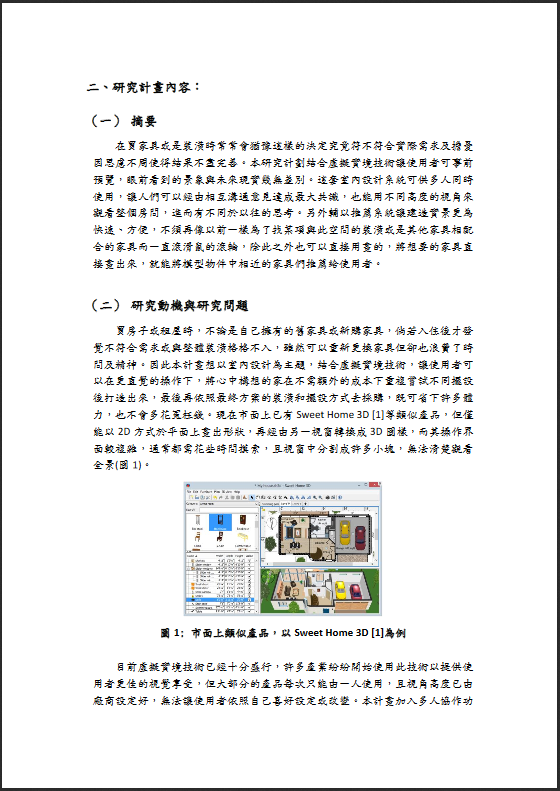 二、研究計畫內容：
（一） 摘要
在買家具或是裝潢時常常會猶豫這樣的決定究竟符不符合實際需求及擔憂
因思慮不周使得結果不盡完善。本研究計劃結合虛擬實境技術讓使用者可事前
預覽，眼前看到的景象與未來現實幾無差別。這套室內設計系統可供多人同時
使用，讓人們可以經由相互溝通意見達成最大共識，也能用不同高度的視角來
觀看整個房間，進而有不同於以往的思考。另外輔以推薦系統讓建造背景更為
快速、方便，不須再像以前一樣為了找某項與此空間的裝潢或是其他家具相配
合的家具而一直滾滑鼠的滾輪，除此之外也可以直接用畫的，將想要的家具直
接畫出來，就能將模型物件中相近的家具們推薦給使用者。
（二） 研究動機與研究問題
買房子或租屋時，不論是自己擁有的舊家具或新購家具，倘若入住後才發
覺不符合需求或與整體裝潢格格不入，雖然可以重新更換家具但卻也浪費了時
間及精神。因此本計畫想以室內設計為主題，結合虛擬實境技術，讓使用者可
以在更直覺的操作下，將心中構想的家在不需額外的成本下重複嘗試不同擺設
後打造出來，最後再依照最終方案的裝潢和擺設方式去採購，既可省下許多體
力，也不會多花冤枉錢。現在市面上已有 Sweet Home 3D [1]等類似產品，但僅
能以 2D 方式於平面上畫出形狀，再經由另一視窗轉換成 3D 圖樣，而其操作界
面較複雜，通常都需花些時間摸索，且視窗中分割成許多小塊，無法清楚觀看
全景(圖 1)。
圖 1: 市面上類似產品，以 Sweet Home 3D [1]為例
目前虛擬實境技術已經十分盛行，許多產業紛紛開始使用此技術以提供使
用者更佳的視覺享受，但大部分的產品每次只能由一人使用，且視角高度已由
廠商設定好，無法讓使用者依照自己喜好設定或改變。本計畫加入多人協作功